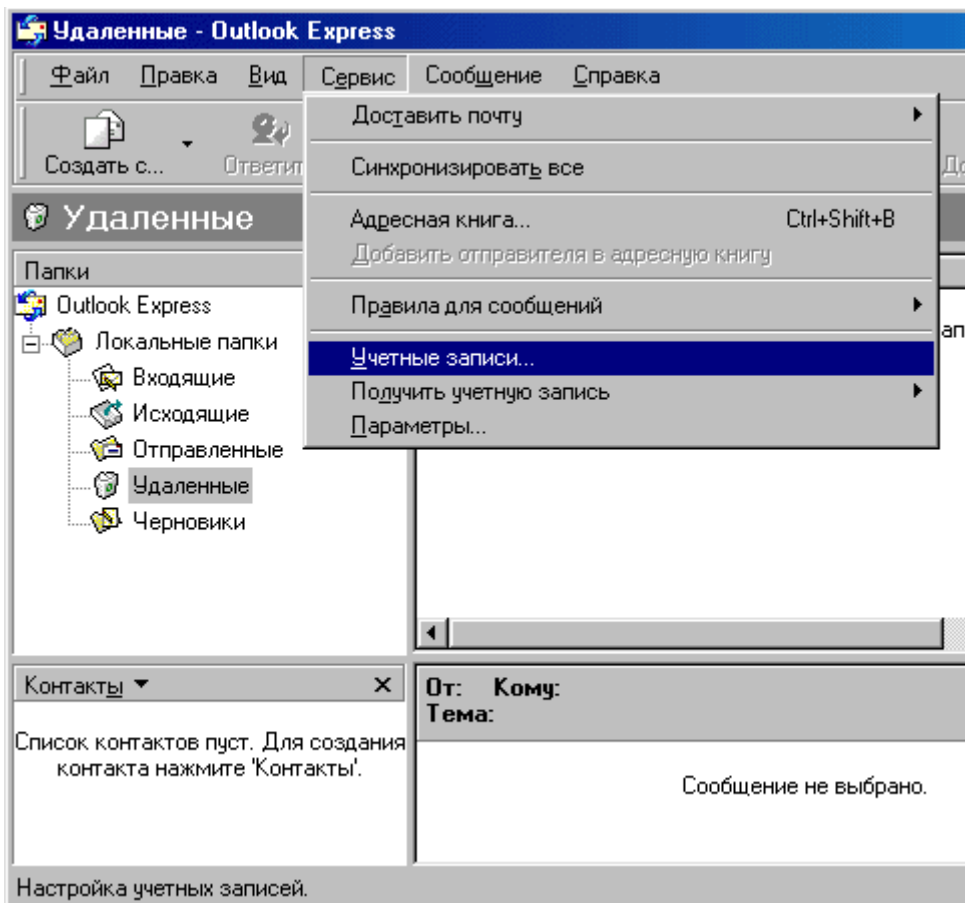 Удаленные - Outlook Express
Файл Правка Вид Сервис Сообщение Справка
Создать с...
Доставить почту
Синхронизировать все
Адресная книга... Ctrl+Shift+B
Добавить отправителя в адресную книгу
Правила для сообщений
Учетные записи...
Получить учетную запись
Параметры...
Удаленные
Папки
Outlook Express
Локальные папки
Входящие
Исходящие
Отправленные
Удаленные
Черновики
Контакты
Список контактов пуст. Для создания
контакта нажмите 'Контакты'.
От: Кому:
Тема:
Сообщение не выбрано.
Настройка учетных записей.